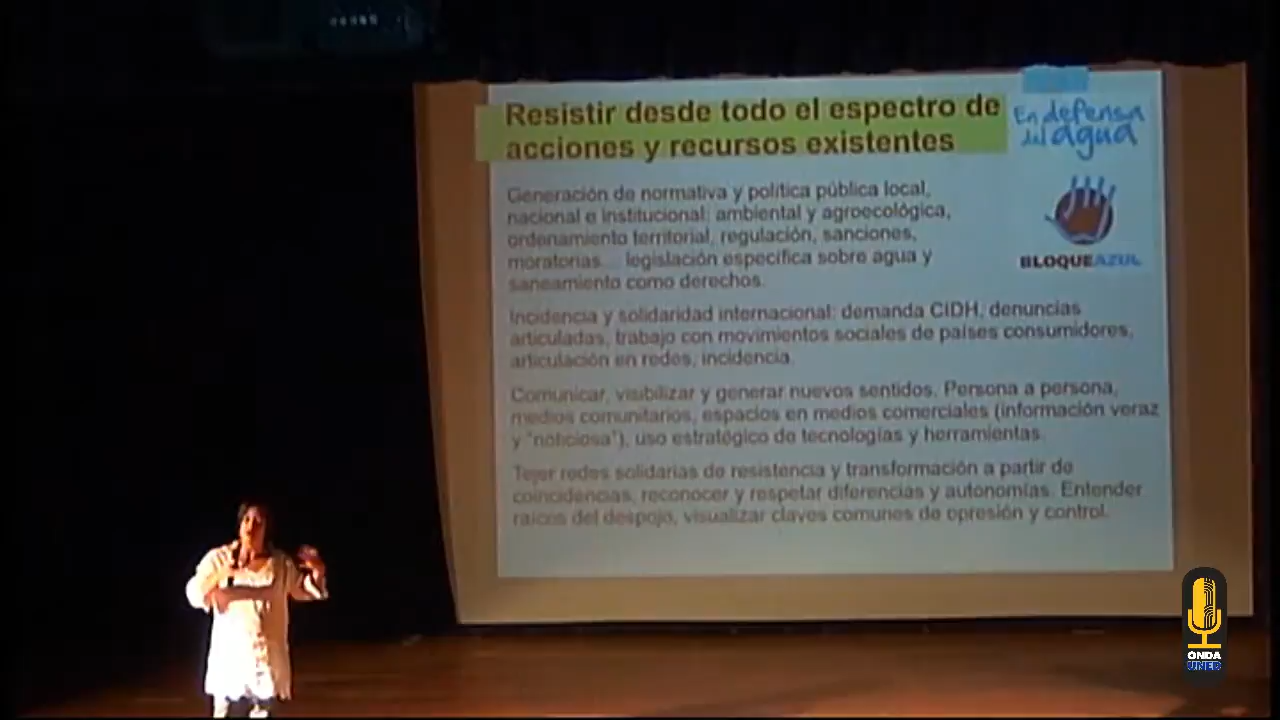 Resistir desde todo el espectro de
acciones y recursos existentes
En defensa
del agua
BLOQUEAZUL
Generación de normativa y política pública local,
nacional e institucional: ambiental y agroecológica,
ordenamiento territorial, regulación, sanciones,
moratorias... legislación específica sobre agua y
saneamiento como derechos.
Incidencia y solidaridad internacional: demanda CIDH, denuncias
articuladas, trabajo con movimientos sociales de países consumidores,
articulación en redes, incidencia.
Comunicar, visibilizar y generar nuevos sentidos. Persona a persona,
medios comunitarios, espacios en medios comerciales (información veraz
y "noticiosa"), uso estratégico de tecnologías y herramientas.
Tejer redes solidarias de resistencia y transformación a partir de
coincidencias, reconocer y respetar diferencias y autonomías. Entender
raíces del despojo, visualizar claves comunes de opresión y control.
ONDA
UNED